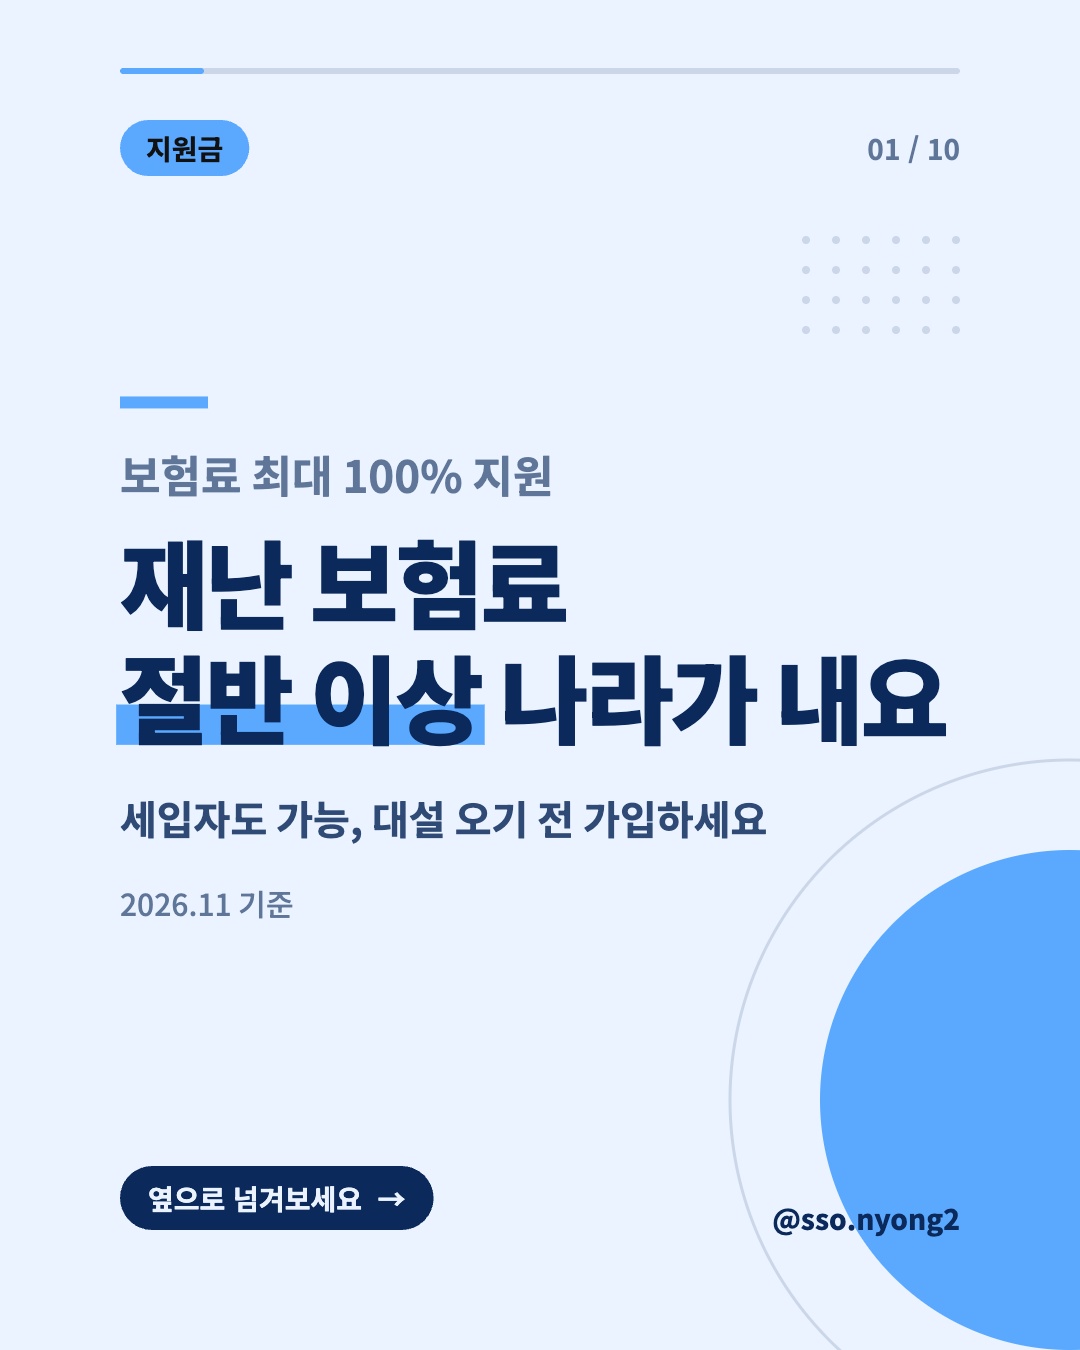 지원금
01 / 10
보험료 최대 100% 지원
재난 보험료
절반 이상 나라가 내요
세입자도 가능, 대설 오기 전 가입하세요
2026.11 기준
옆으로 넘겨보세요 →
@sso.nyong2